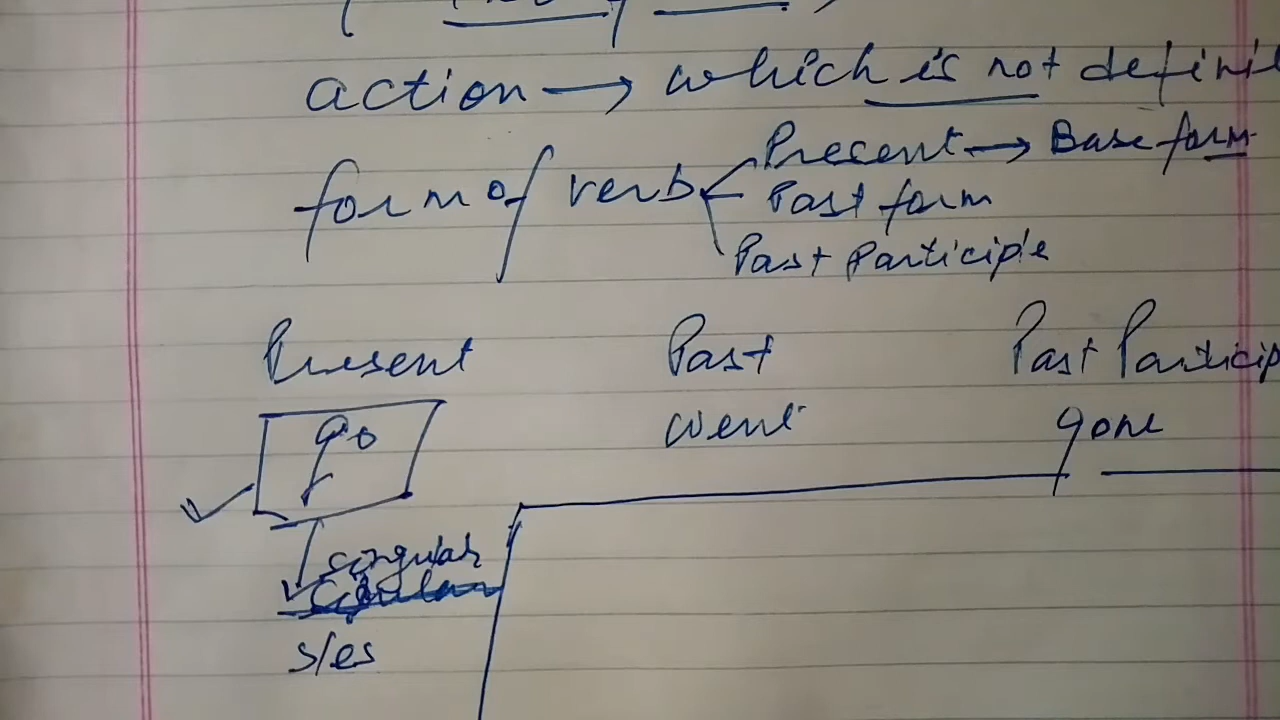 action → which is not defini
form of verb Present → Base form
Past form
Past Participle
Present Past Past Particip
go went gone
singular
s/es